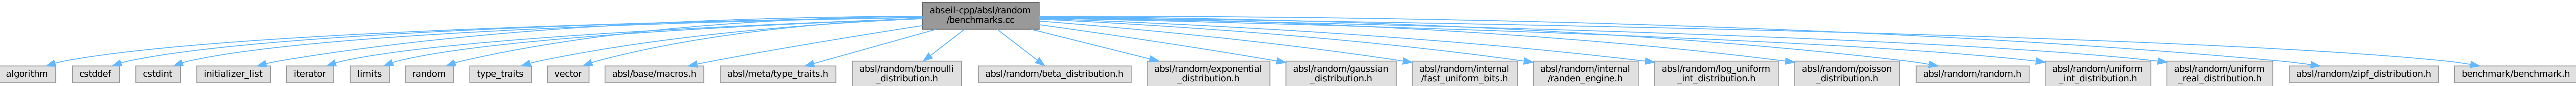 abseil-cpp/absl/random
/benchmarks.cc
algorithm
cstddef
cstdint
initializer_list
iterator
limits
random
type_traits
vector
absl/base/macros.h
absl/meta/type_traits.h
absl/random/bernoulli
_distribution.h
absl/random/beta_distribution.h
absl/random/exponential
_distribution.h
absl/random/gaussian
_distribution.h
absl/random/internal
/fast_uniform_bits.h
absl/random/internal
/randen_engine.h
absl/random/log_uniform
_int_distribution.h
absl/random/poisson
_distribution.h
absl/random/random.h
absl/random/uniform
_int_distribution.h
absl/random/uniform
_real_distribution.h
absl/random/zipf_distribution.h
benchmark/benchmark.h